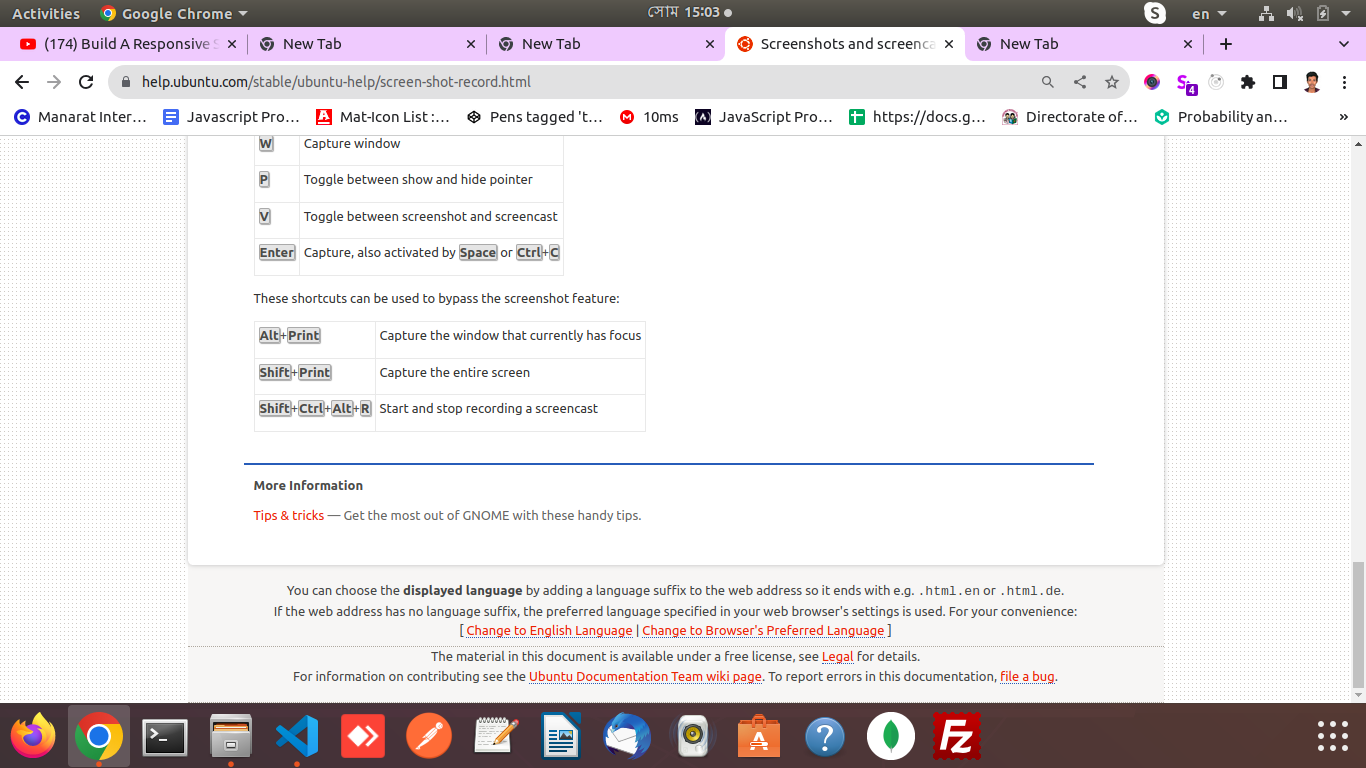 Activities
Google Chrome
সোম 15:03
en
(174) Build A Responsive S
New Tab
New Tab
Screenshots and screenca
New Tab
help.ubuntu.com/stable/ubuntu-help/screen-shot-record.html
4
Manarat Inter...
Javascript Pro...
Mat-Icon List :...
Pens tagged 't...
10ms
JavaScript Pro...
https://docs.g...
Directorate of...
Probability an...
»
W Capture window
P Toggle between show and hide pointer
V Toggle between screenshot and screencast
Enter Capture, also activated by Space or Ctrl+C
These shortcuts can be used to bypass the screenshot feature:
Alt+Print Capture the window that currently has focus
Shift+Print Capture the entire screen
Shift+Ctrl+Alt+R Start and stop recording a screencast
More Information
Tips & tricks — Get the most out of GNOME with these handy tips.
You can choose the displayed language by adding a language suffix to the web address so it ends with e.g. .html.en or .html.de.
If the web address has no language suffix, the preferred language specified in your web browser's settings is used. For your convenience:
[ Change to English Language | Change to Browser's Preferred Language ]
The material in this document is available under a free license, see Legal for details.
For information on contributing see the Ubuntu Documentation Team wiki page. To report errors in this documentation, file a bug.